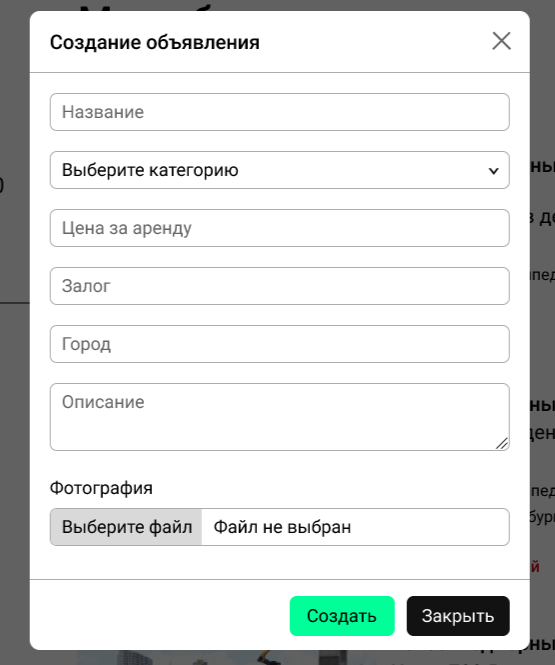 Создание объявления
Название
Выберите категорию
Цена за аренду
Залог
Город
Описание
Фотография
Выберите файл Файл не выбран
Создать Закрыть